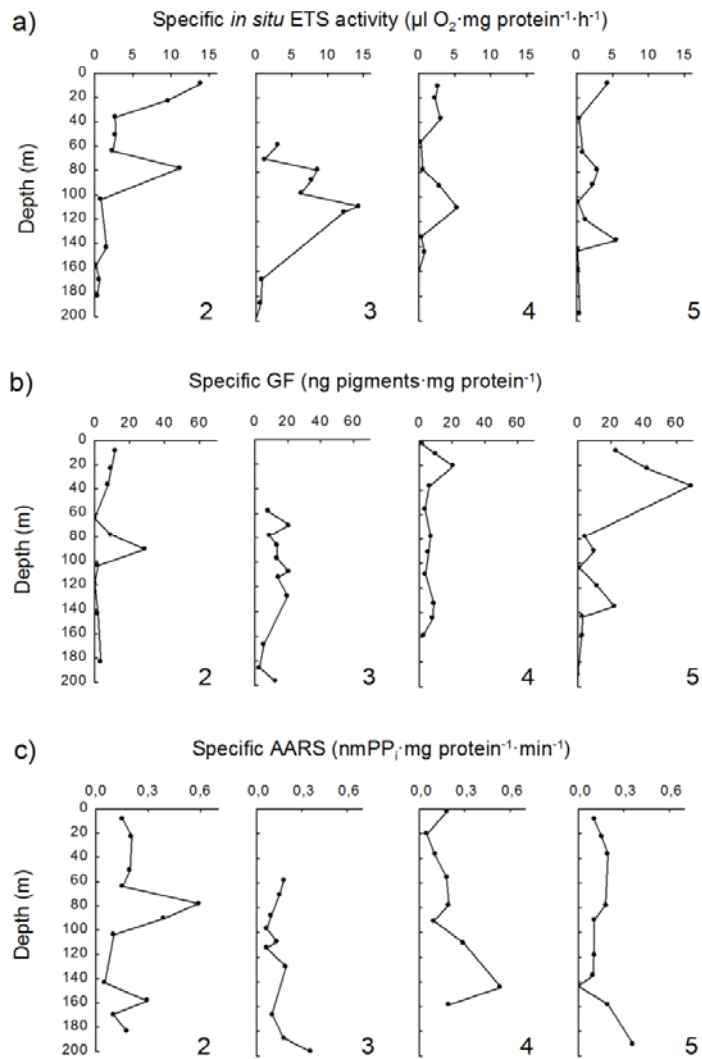 a) Specific in situ ETS activity (µl O₂·mg protein⁻¹·h⁻¹)
0 5 10 15 0 5 10 15 0 5 10 15 0 5 10 15
0
20
40
60
80
100
120
140
160
180
200
Depth (m)
2 3 4 5
b) Specific GF (ng pigments·mg protein⁻¹)
0 20 40 60 0 20 40 60 0 20 40 60 0 20 40 60
0
20
40
60
80
100
120
140
160
180
200
Depth (m)
2 3 4 5
c) Specific AARS (nmPPᵢ·mg protein⁻¹·min⁻¹)
0,0 0,3 0,6 0,0 0,3 0,6 0,0 0,3 0,6 0,0 0,3 0,6
0
20
40
60
80
100
120
140
160
180
200
Depth (m)
2 3 4 5